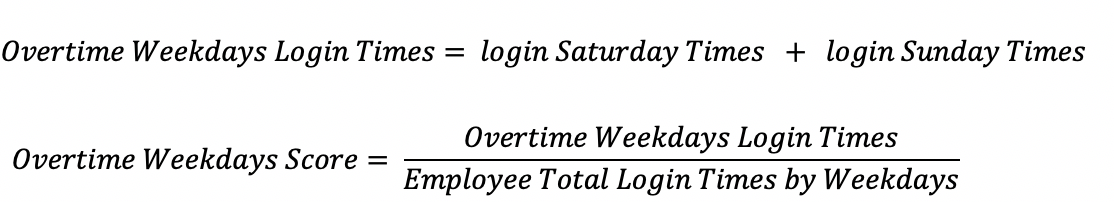 Overtime Weekdays Login Times = login Saturday Times + login Sunday Times
Overtime Weekdays Score = Overtime Weekdays Login Times
Employee Total Login Times by Weekdays